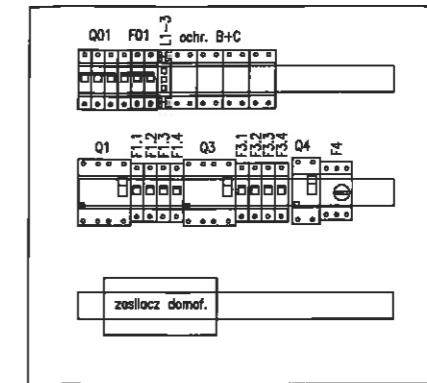 Q01 F01 L1-3 ochr. B+C
Q1 F1.1 F1.2 F1.3 F1.4 Q3 F3.1 F3.2 F3.3 F3.4 Q4 F4
zasilacz domof.